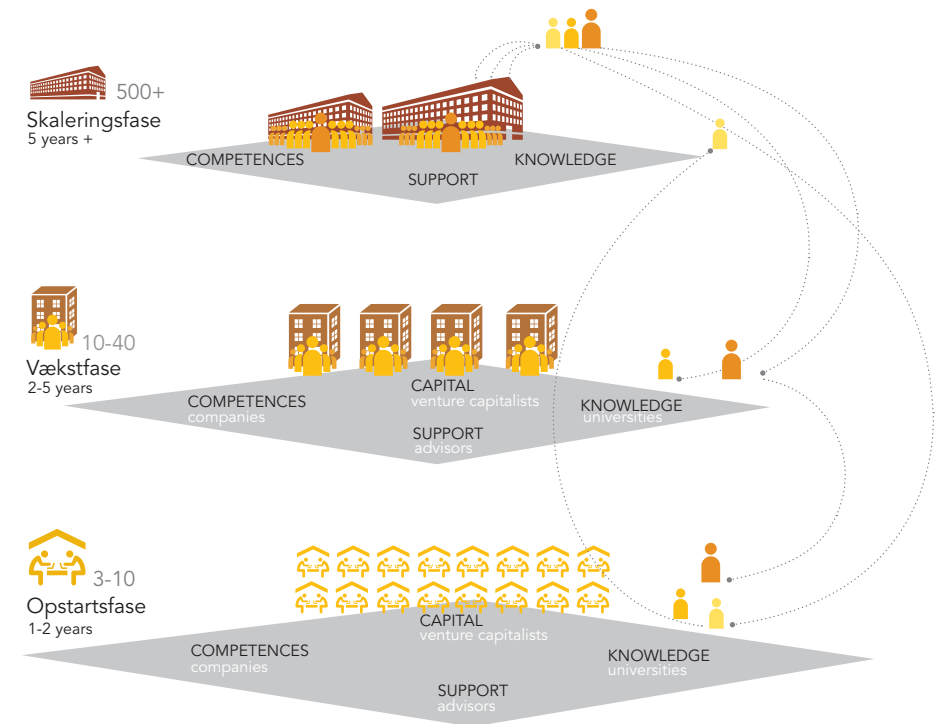 500+
Skaleringsfase
5 years +
COMPETENCES
KNOWLEDGE
SUPPORT
10-40
Vækstfase
2-5 years
CAPITAL
venture capitalists
COMPETENCES
companies
KNOWLEDGE
universities
SUPPORT
advisors
3-10
Opstartsfase
1-2 years
CAPITAL
venture capitalists
COMPETENCES
companies
KNOWLEDGE
universities
SUPPORT
advisors